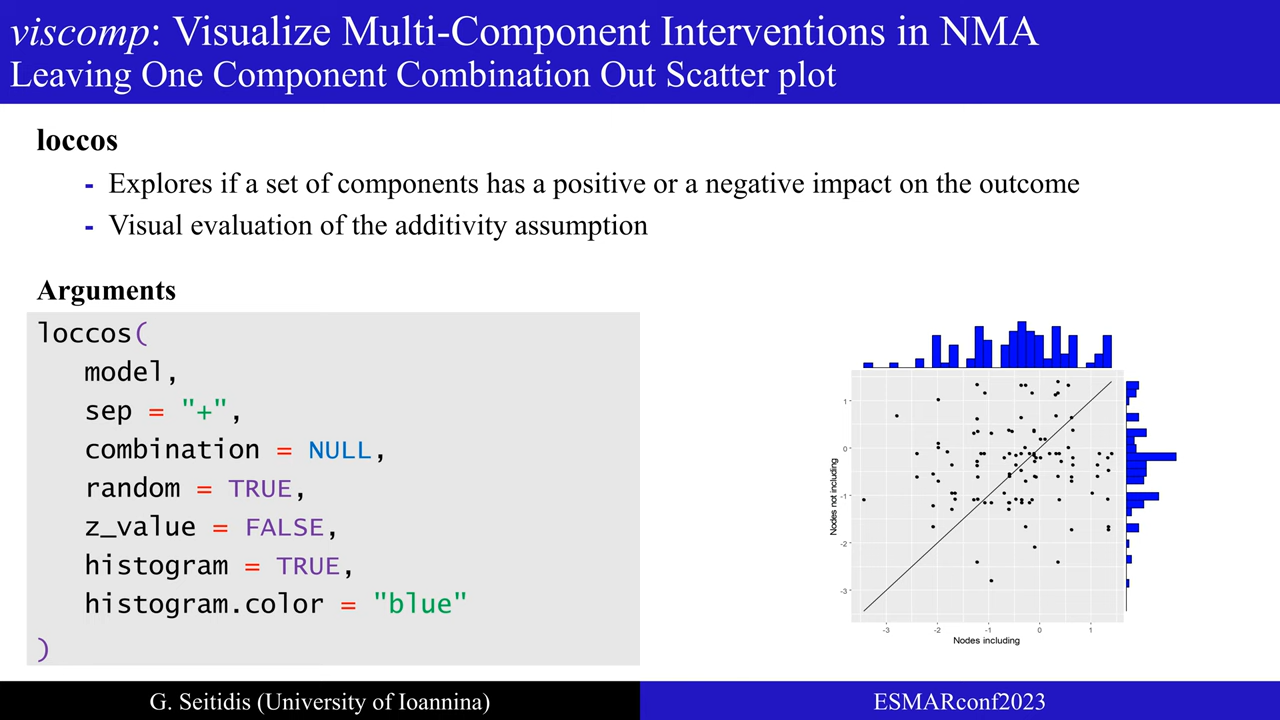 viscomp: Visualize Multi-Component Interventions in NMA
Leaving One Component Combination Out Scatter plot
loccos
- Explores if a set of components has a positive or a negative impact on the outcome
- Visual evaluation of the additivity assumption
Arguments
loccos(
model,
sep = "+",
combination = NULL,
random = TRUE,
z_value = FALSE,
histogram = TRUE,
histogram.color = "blue"
)
Nodes not including
1
0
-1
-2
-3
-3 -2 -1 0 1
Nodes including
G. Seitidis (University of Ioannina)
ESMARconf2023